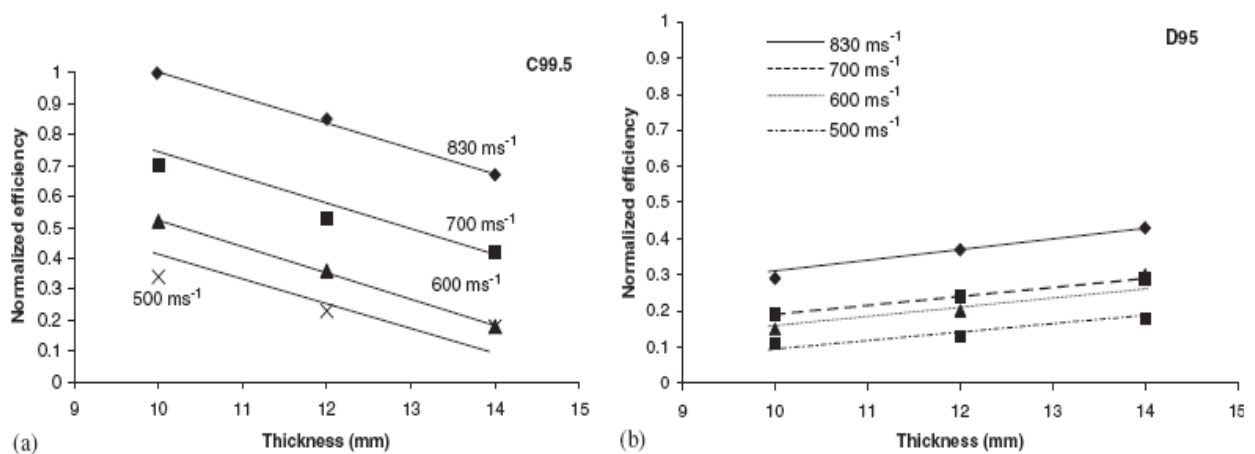 C99.5
Normalized efficiency
1
0.9
0.8
0.7
0.6
0.5
0.4
0.3
0.2
0.1
0
830 ms⁻¹
700 ms⁻¹
600 ms⁻¹
500 ms⁻¹
9 10 11 12 13 14 15
Thickness (mm)
(a)
D95
Normalized efficiency
1
0.9
0.8
0.7
0.6
0.5
0.4
0.3
0.2
0.1
0
830 ms⁻¹
700 ms⁻¹
600 ms⁻¹
500 ms⁻¹
9 10 11 12 13 14 15
Thickness (mm)
(b)